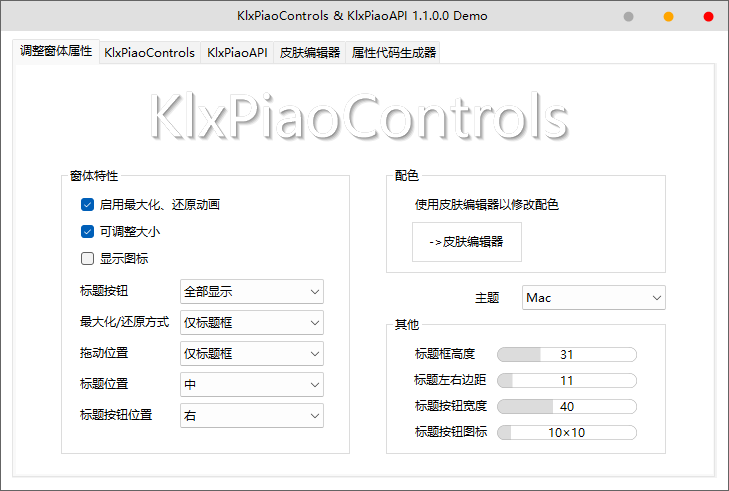 KlxPiaoControls & KlxPiaoAPI 1.1.0.0 Demo
调整窗体属性 KlxPiaoControls KlxPiaoAPI 皮肤编辑器 属性代码生成器
KlxPiaoControls
窗体特性
启用最大化、还原动画
可调整大小
显示图标
标题按钮 全部显示
最大化/还原方式 仅标题框
拖动位置 仅标题框
标题位置 中
标题按钮位置 右
配色
使用皮肤编辑器以修改配色
->皮肤编辑器
主题 Mac
其他
标题框高度 31
标题左右边距 11
标题按钮宽度 40
标题按钮图标 10×10